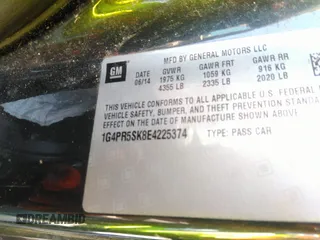 MFD BY GENERAL MOTORS LLC
GM DATE GVWR GAWR FRT GAWR RR
06/14 1975 KG 1059 KG 916 KG
4355 LB 2335 LB 2020 LB
THIS VEHICLE CONFORMS TO ALL APPLICABLE U.S. FEDERAL
VEHICLE SAFETY, BUMPER, AND THEFT PREVENTION STANDARDS
EFFECT ON THE DATE OF MANUFACTURE SHOWN ABOVE.
1G4PR5SK8E4225374 TYPE: PASS CAR
DREAMBID